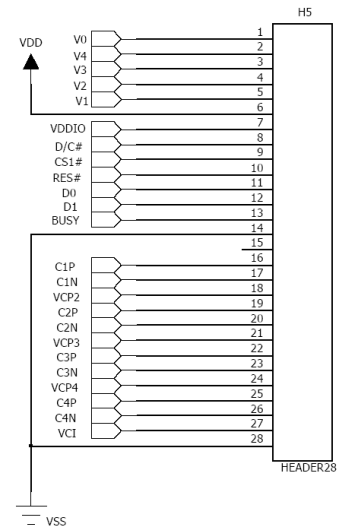 H5
VDD
V0 1
V4 2
V3 3
V2 4
V1 5
6
VDDIO 7
D/C# 8
CS1# 9
RES# 10
D0 11
D1 12
BUSY 13
14
15
C1P 16
C1N 17
VCP2 18
C2P 19
C2N 20
VCP3 21
C3P 22
C3N 23
VCP4 24
C4P 25
C4N 26
VCI 27
28
HEADER28
VSS